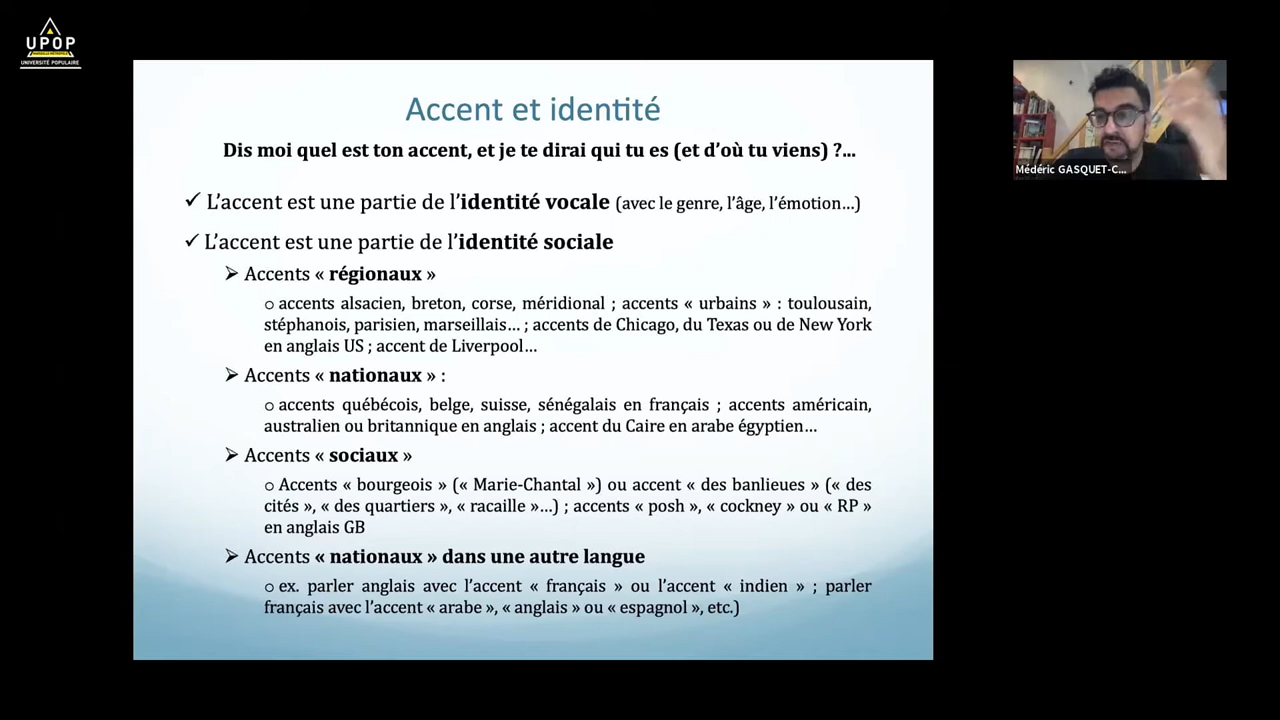 UPOP
UNIVERSITÉ POPULAIRE
Accent et identité
Dis moi quel est ton accent, et je te dirai qui tu es (et d’où tu viens) ?...
✓ L’accent est une partie de l’identité vocale (avec le genre, l’âge, l’émotion…)
✓ L’accent est une partie de l’identité sociale
➢ Accents « régionaux »
o accents alsacien, breton, corse, méridional ; accents « urbains » : toulousain,
stéphanois, parisien, marseillais… ; accents de Chicago, du Texas ou de New York
en anglais US ; accent de Liverpool…
➢ Accents « nationaux » :
o accents québécois, belge, suisse, sénégalais en français ; accents américain,
australien ou britannique en anglais ; accent du Caire en arabe égyptien…
➢ Accents « sociaux »
o Accents « bourgeois » (« Marie-Chantal ») ou accent « des banlieues » (« des
cités », « des quartiers », « racaille »…) ; accents « posh », « cockney » ou « RP »
en anglais GB
➢ Accents « nationaux » dans une autre langue
o ex. parler anglais avec l’accent « français » ou l’accent « indien » ; parler
français avec l’accent « arabe », « anglais » ou « espagnol », etc.)
Médéric GASQUET-C...